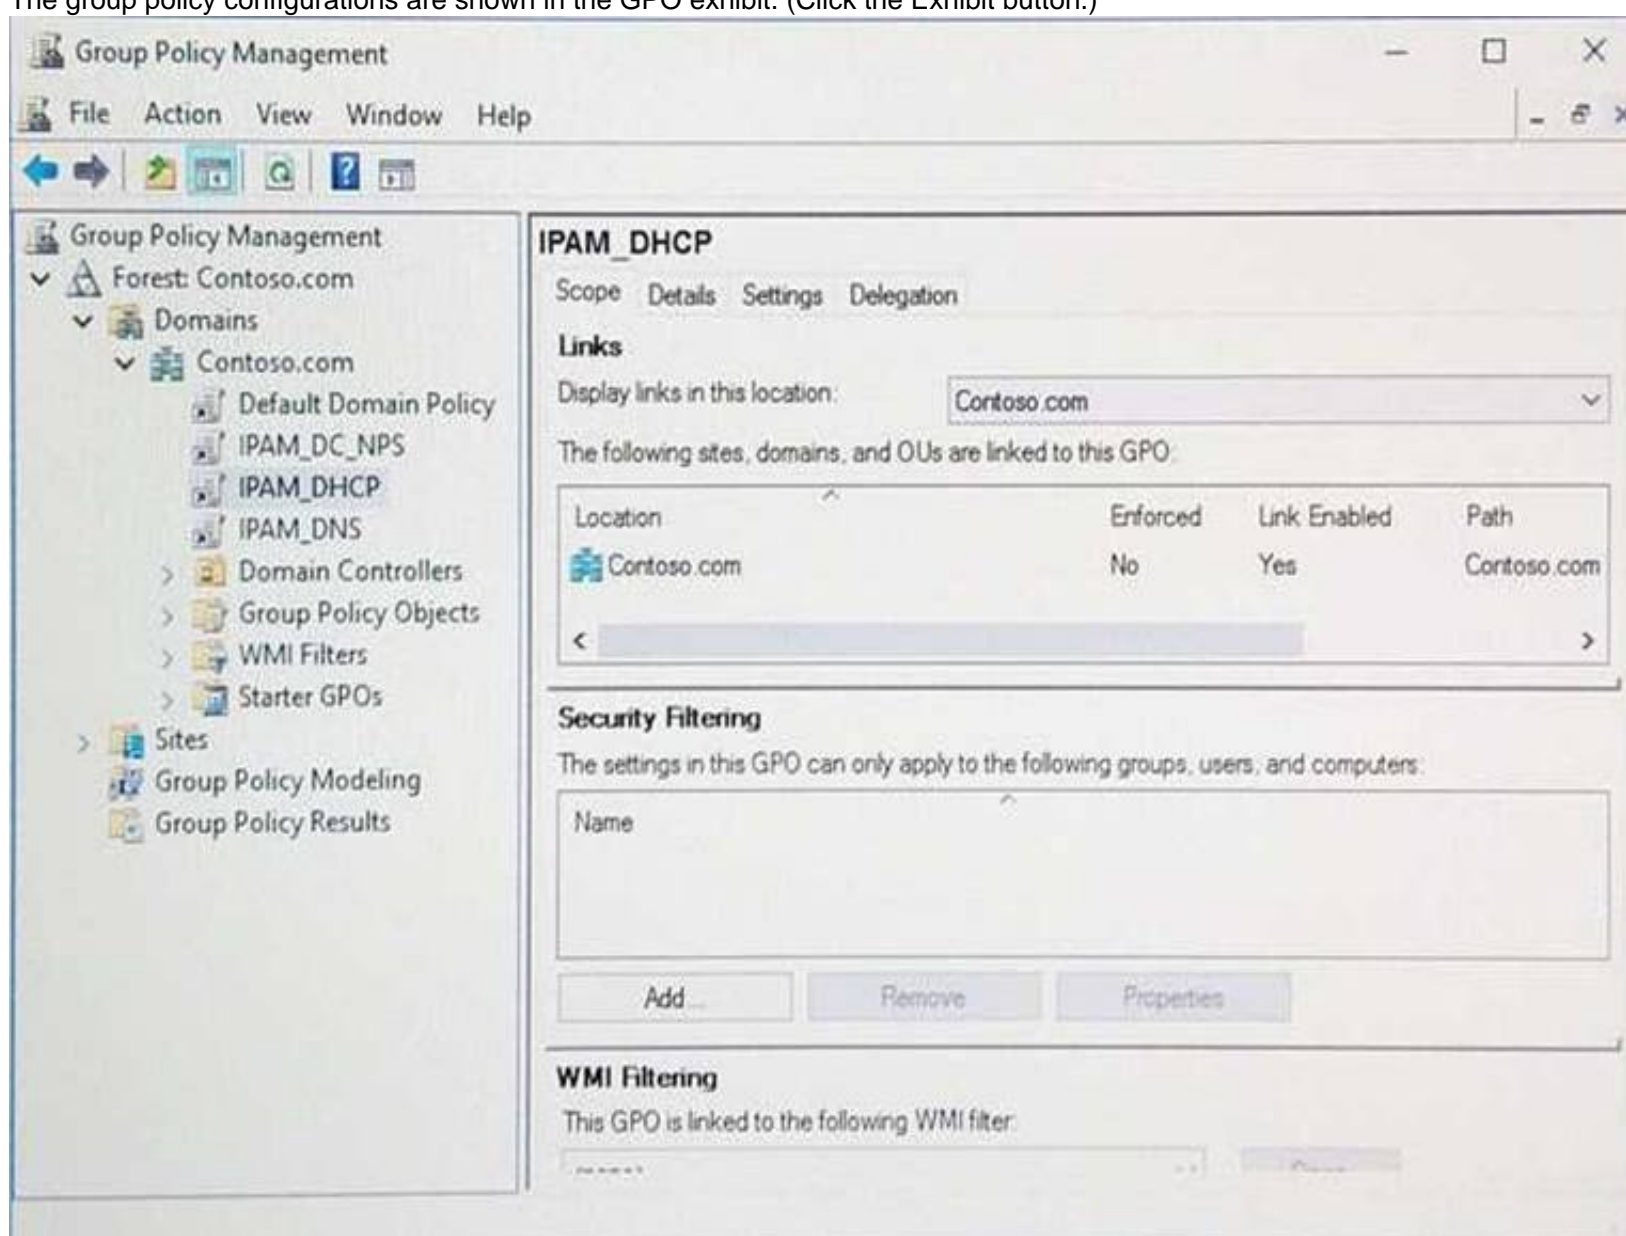 The group policy configurations are shown in the GPO exhibit. (Click the Exhibit button.)
Group Policy Management
File Action View Window Help
Group Policy Management
Forest: Contoso.com
Domains
Contoso.com
Default Domain Policy
IPAM_DC_NPS
IPAM_DHCP
IPAM_DNS
Domain Controllers
Group Policy Objects
WMI Filters
Starter GPOs
Sites
Group Policy Modeling
Group Policy Results
IPAM_DHCP
Scope Details Settings Delegation
Links
Display links in this location: Contoso.com
The following sites, domains, and OUs are linked to this GPO:
Location Enforced Link Enabled Path
Contoso.com No Yes Contoso.com
Security Filtering
The settings in this GPO can only apply to the following groups, users, and computers:
Name
Add... Remove Properties
WMI Filtering
This GPO is linked to the following WMI filter: